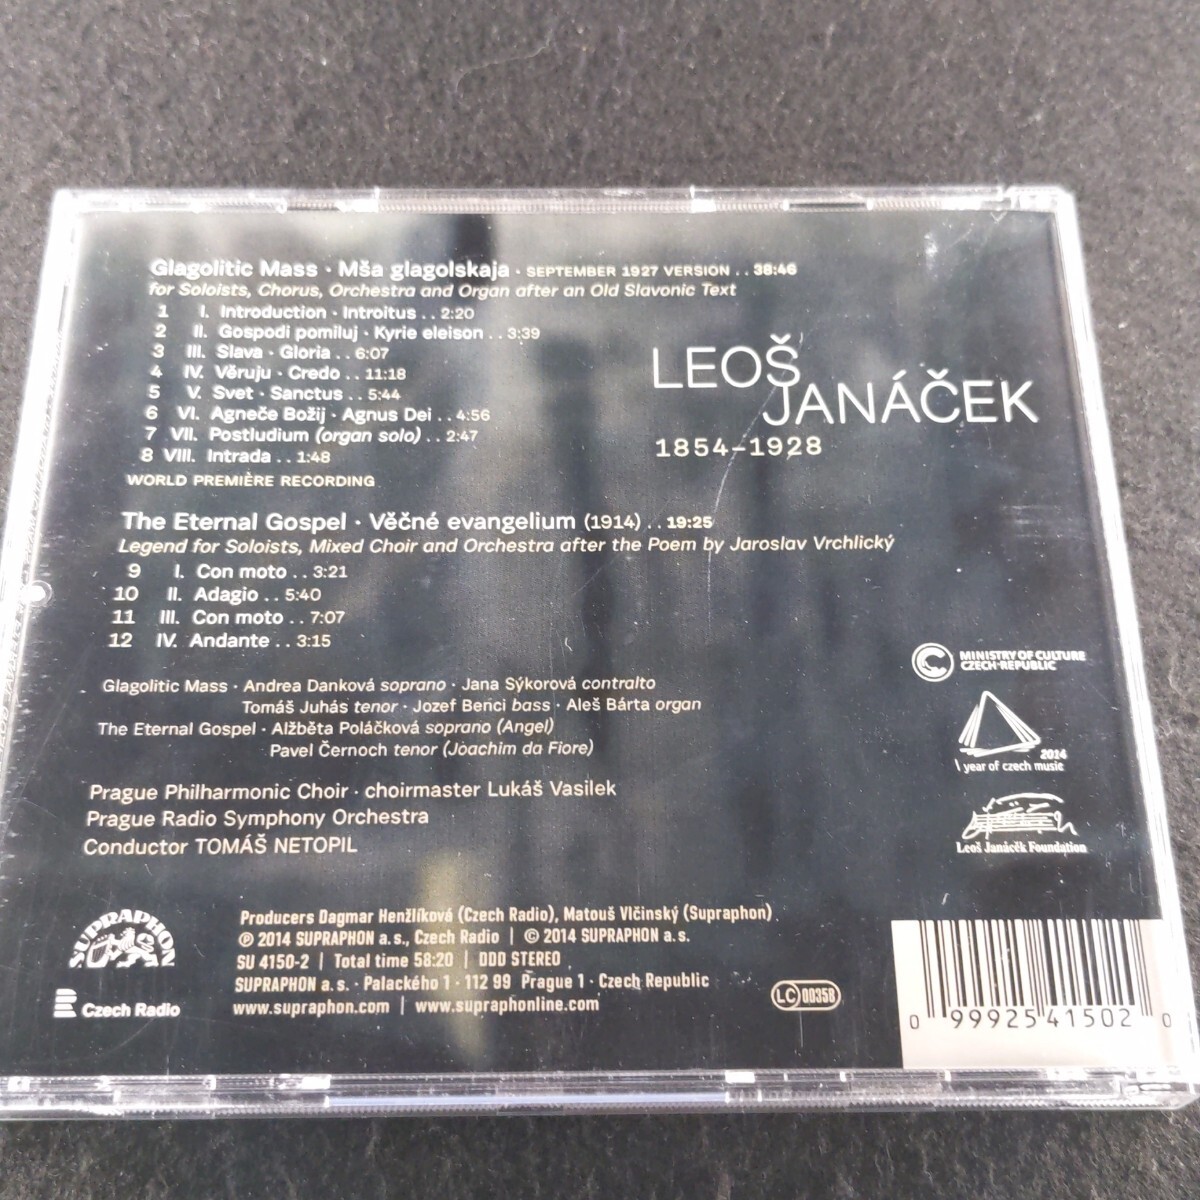 Glagolitic Mass · Mša glagolskaja · SEPTEMBER 1927 VERSION . . 38:46
for Soloists, Chorus, Orchestra and Organ after an Old Slavonic Text
1 I. Introduction · Introitus . . 2:20
2 II. Gospodi pomiluj · Kyrie eleison . . 3:39
3 III. Slava · Gloria . . 6:07
4 IV. Věruju · Credo . . 11:18
5 V. Svet · Sanctus . . 5:44
6 VI. Agneče Božij · Agnus Dei . . 4:56
7 VII. Postludium (organ solo) . . 2:47
8 VIII. Intrada . . 1:48
WORLD PREMIÈRE RECORDING
LEOŠ
JANÁČEK
1854–1928
The Eternal Gospel · Věčné evangelium (1914) . . 19:25
Legend for Soloists, Mixed Choir and Orchestra after the Poem by Jaroslav Vrchlický
9 I. Con moto . . 3:21
10 II. Adagio . . 5:40
11 III. Con moto . . 7:07
12 IV. Andante . . 3:15
Glagolitic Mass · Andrea Danková soprano · Jana Sýkorová contralto
Tomáš Juhás tenor · Jozef Benci bass · Aleš Bárta organ
The Eternal Gospel · Alžběta Poláčková soprano (Angel)
Pavel Černoch tenor (Joachim da Fiore)
Prague Philharmonic Choir · choirmaster Lukáš Vasilek
Prague Radio Symphony Orchestra
Conductor TOMÁŠ NETOPIL
MINISTRY OF CULTURE
CZECH REPUBLIC
2014
year of czech music
Leoš Janáček Foundation
SUPRAPHON
Czech Radio
Producers Dagmar Henžlíková (Czech Radio), Matouš Vlčinský (Supraphon)
℗ 2014 SUPRAPHON a.s., Czech Radio | © 2014 SUPRAPHON a.s.
SU 4150-2 | Total time 58:20 | DDD STEREO
SUPRAPHON a.s. · Palackého 1 · 112 99 Prague 1 · Czech Republic
www.supraphon.com | www.supraphonline.com
LC 00358
0 99925 41502 0